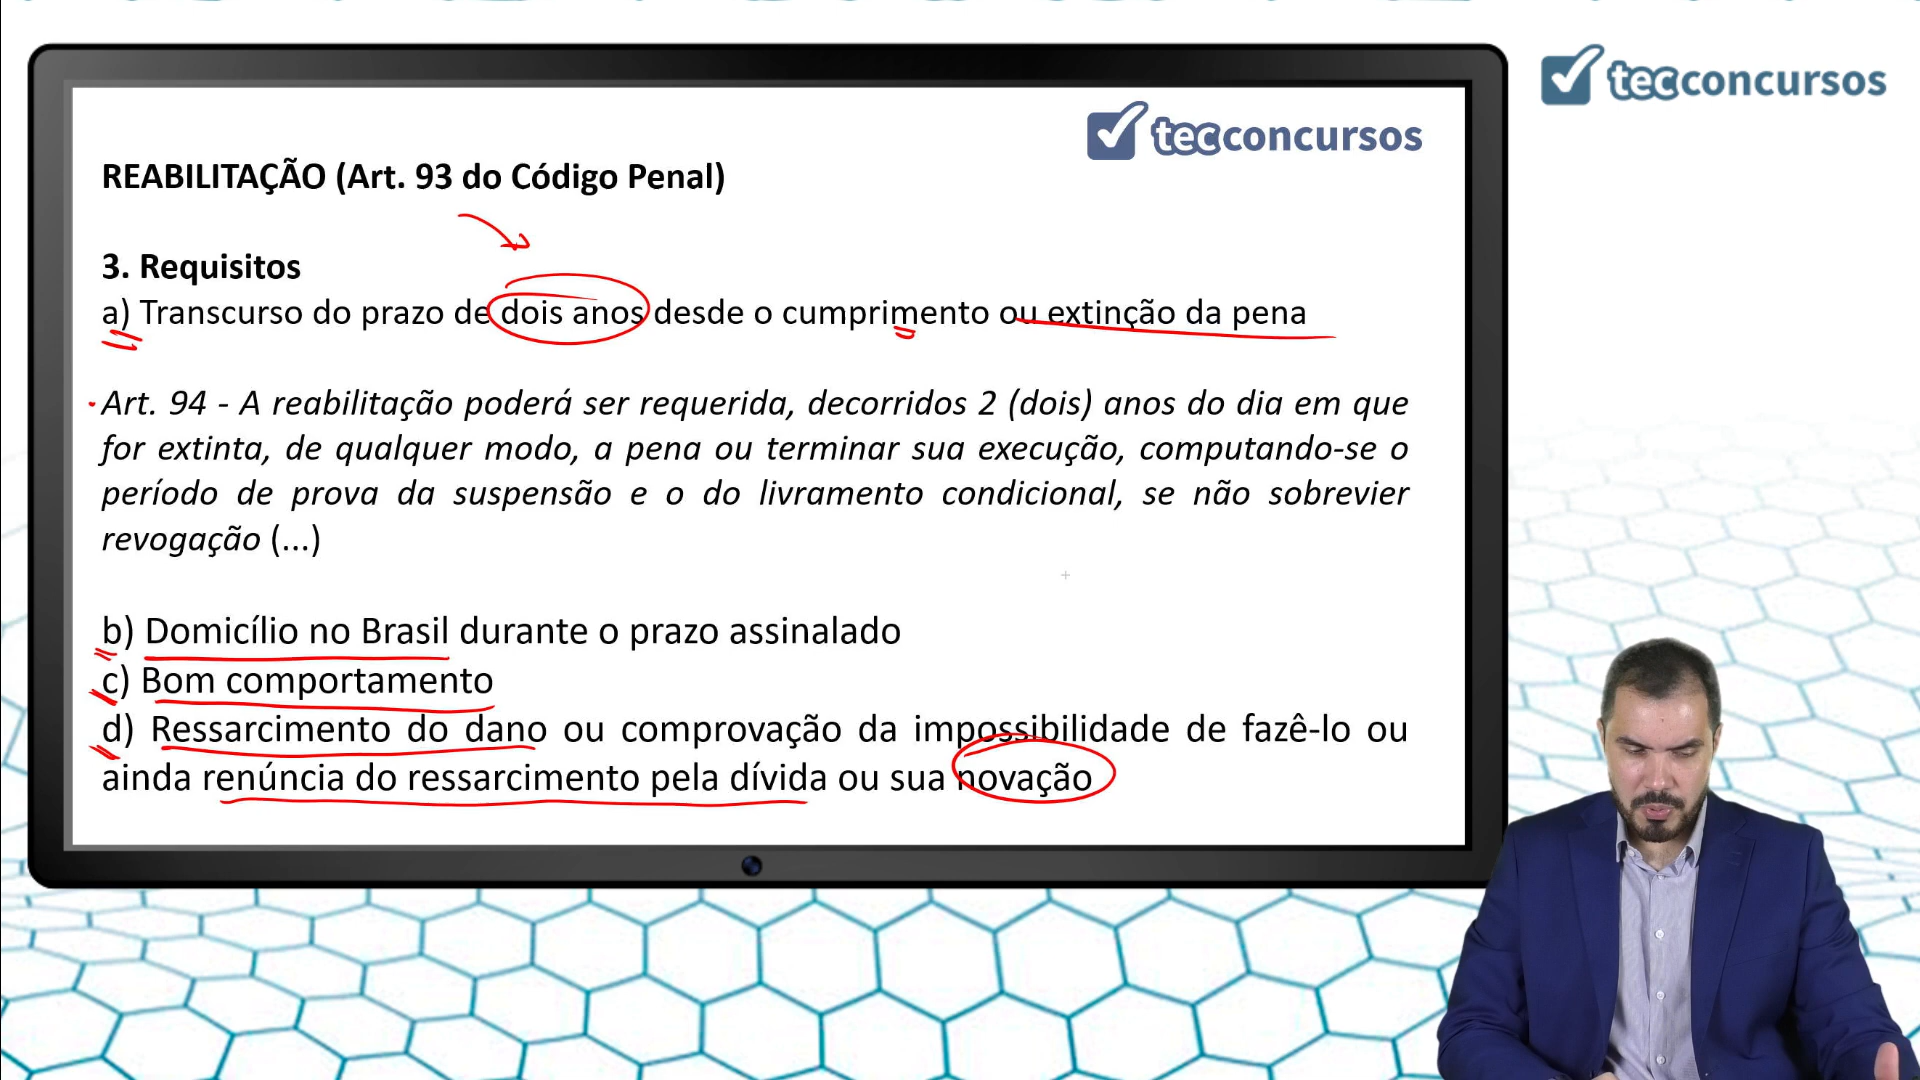 tecconcursos
tecconcursos
REABILITAÇÃO (Art. 93 do Código Penal)
3. Requisitos
a) Transcurso do prazo de dois anos desde o cumprimento ou extinção da pena
Art. 94 - A reabilitação poderá ser requerida, decorridos 2 (dois) anos do dia em que
for extinta, de qualquer modo, a pena ou terminar sua execução, computando-se o
período de prova da suspensão e o do livramento condicional, se não sobrevier
revogação (...)
b) Domicílio no Brasil durante o prazo assinalado
c) Bom comportamento
d) Ressarcimento do dano ou comprovação da impossibilidade de fazê-lo ou
ainda renúncia do ressarcimento pela dívida ou sua novação